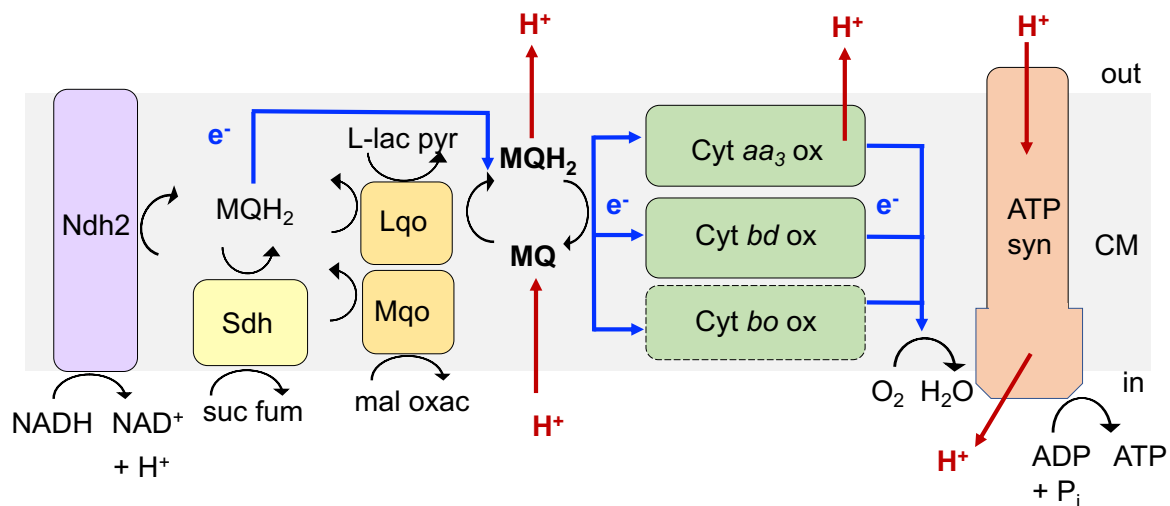 H⁺
H⁺
H⁺
out
e⁻
L-lac pyr
MQH₂
Cyt aa₃ ox
Ndh2
MQH₂
Lqo
e⁻
e⁻
ATP
syn
CM
MQ
Cyt bd ox
Sdh
Mqo
Cyt bo ox
in
NADH NAD⁺
+ H⁺
suc fum
mal oxac
H⁺
O₂ H₂O
H⁺
ADP ATP
+ Pᵢ